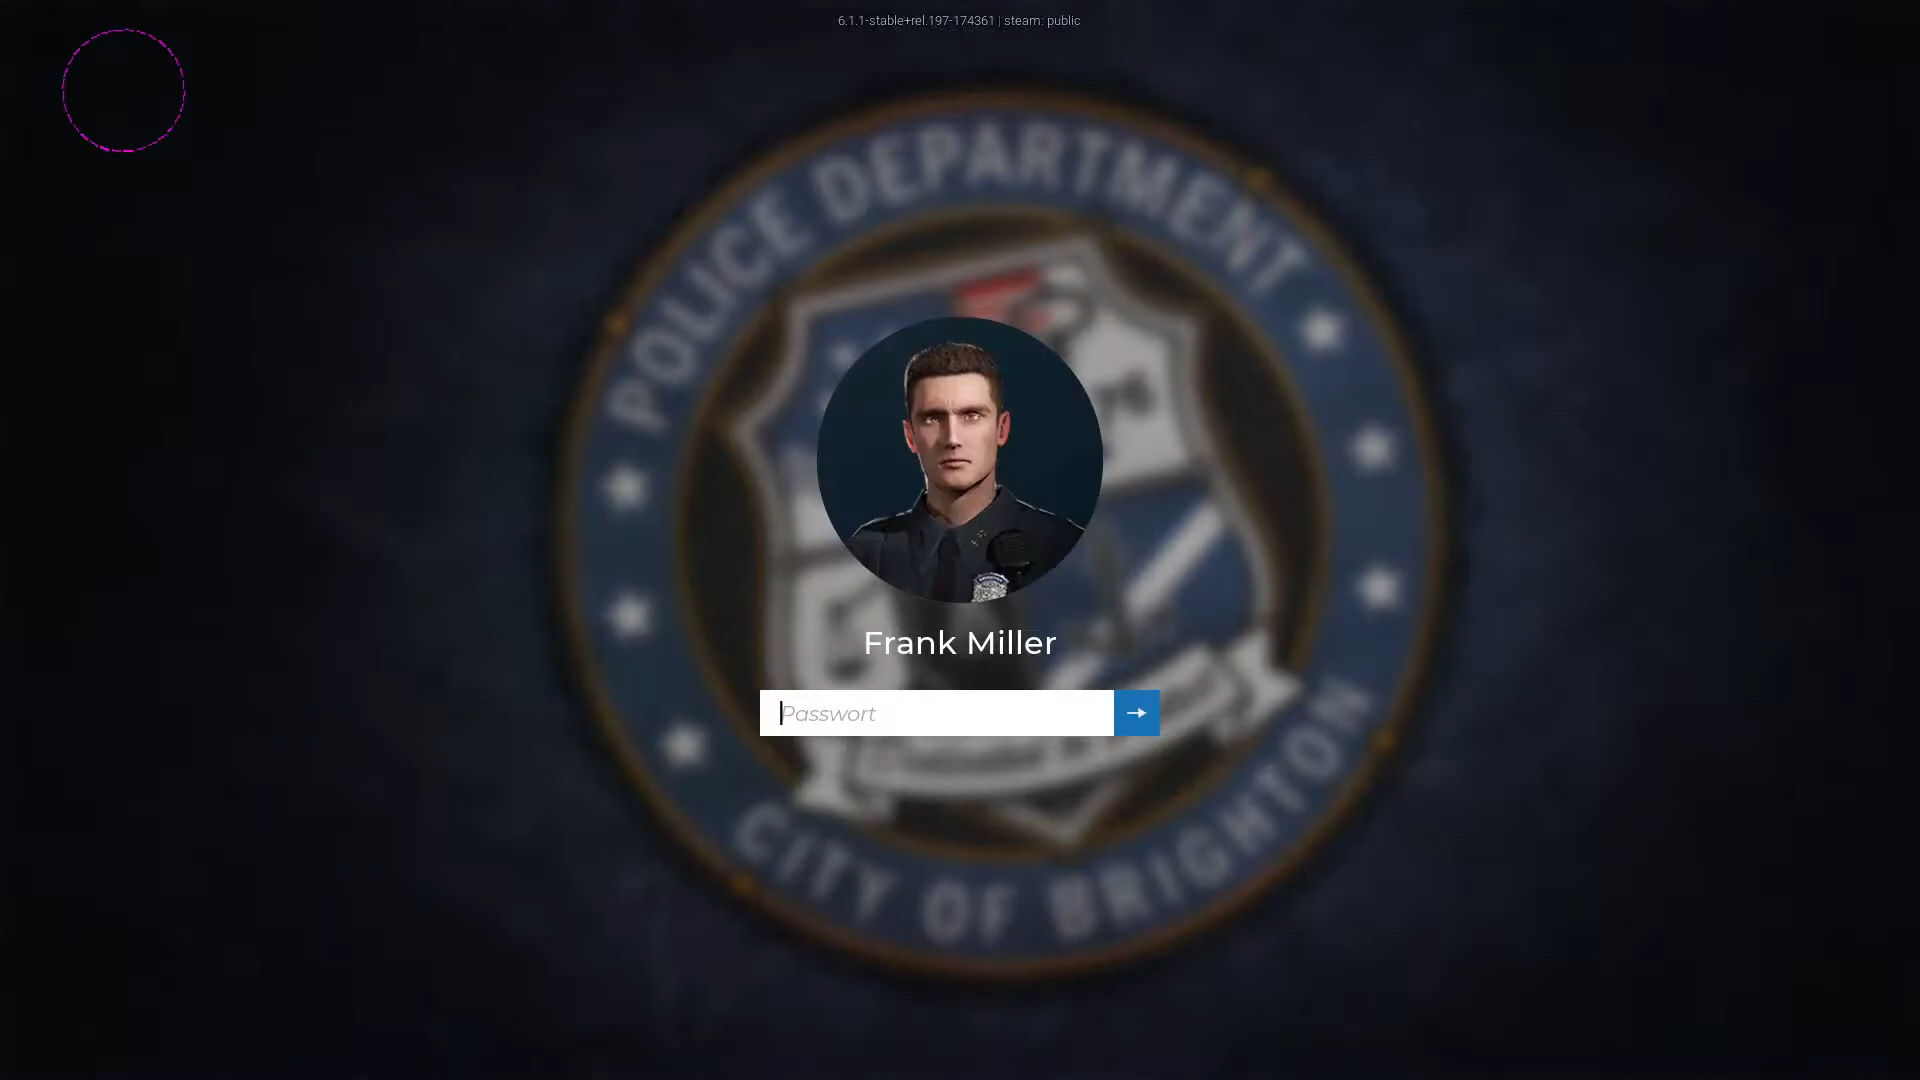 6.1.1-stable+rel.197-174361 | steam: public
POLICE DEPARTMENT
Frank Miller
Passwort
CITY OF BRIGHTON